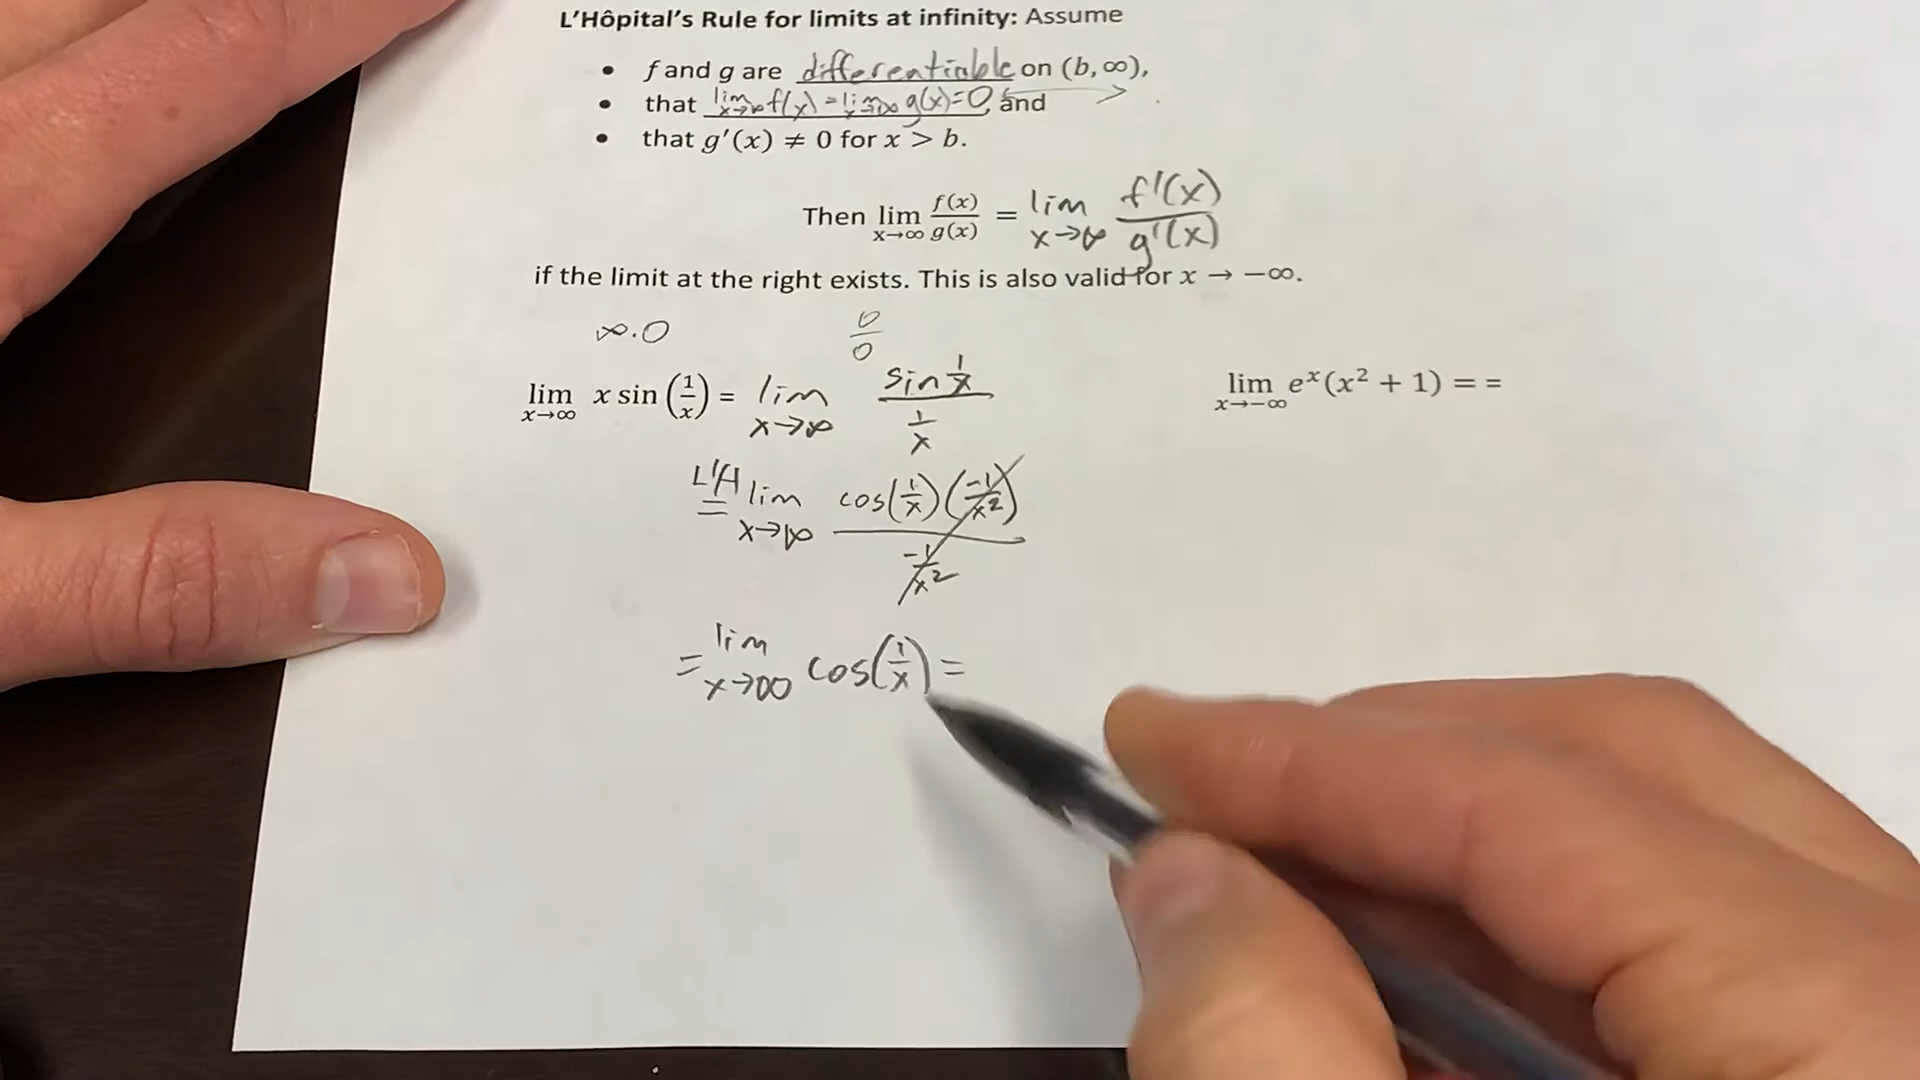 L'Hôpital's Rule for limits at infinity: Assume
• f and g are differentiable on (b, ∞),
• that lim x→∞ f(x) = lim x→∞ g(x) = 0, and
• that g′(x) ≠ 0 for x > b.
Then lim x→∞ f(x)/g(x) = lim x→∞ f'(x)/g'(x)
if the limit at the right exists. This is also valid for x → −∞.
∞·0 0/0
lim x→∞ x sin(1/x) = lim x→∞ sin 1/x / 1/x
L'H = lim x→∞ cos(1/x)(-1/x²) / -1/x²
= lim x→∞ cos(1/x) =
lim x→−∞ eˣ(x² + 1) = =